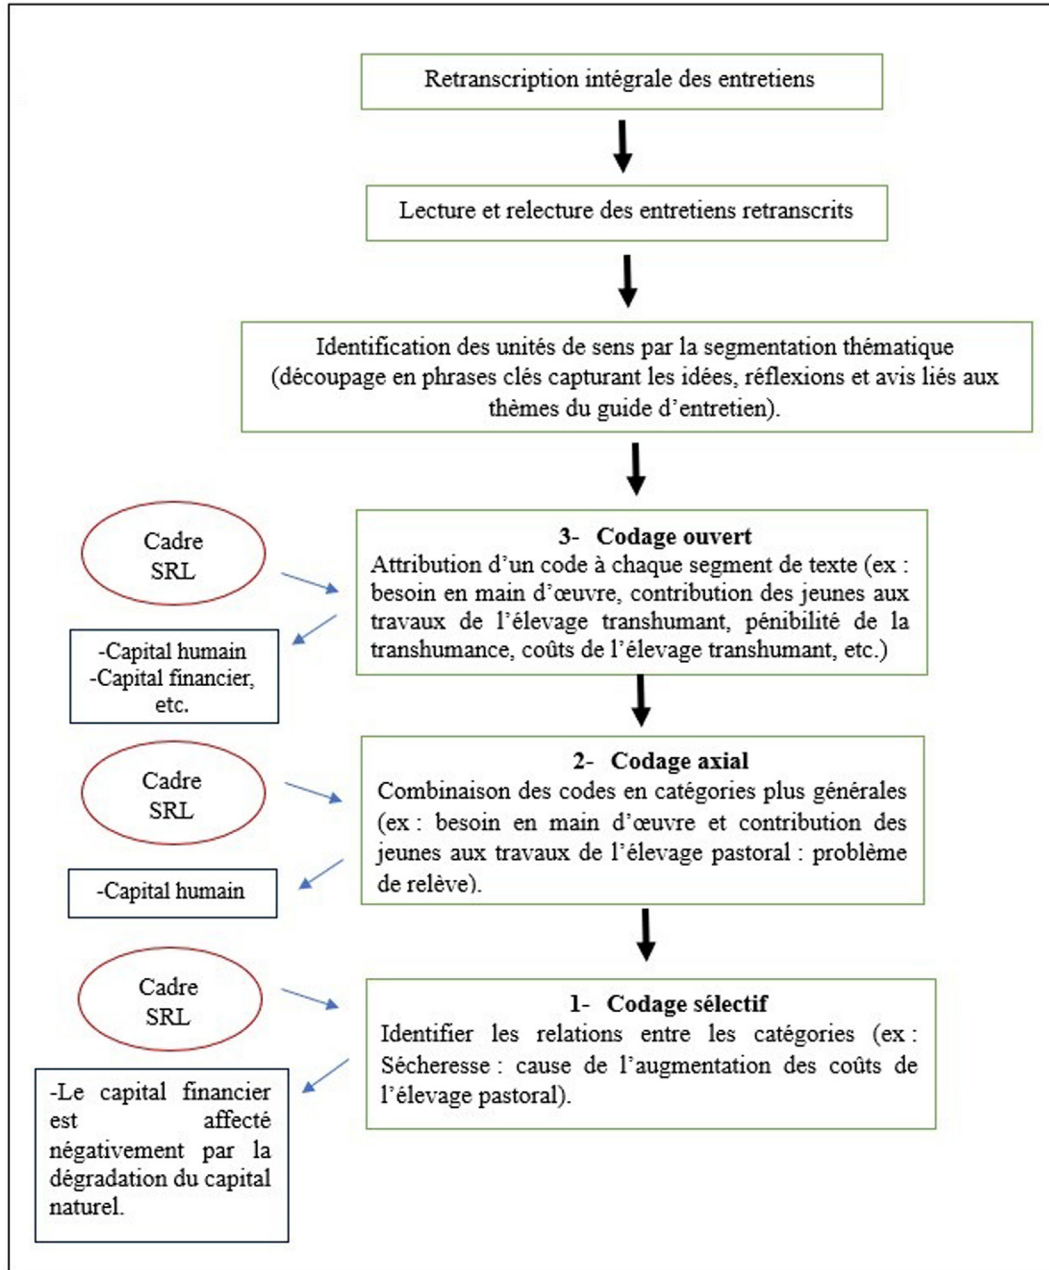 Retranscription intégrale des entretiens
Lecture et relecture des entretiens retranscrits
Identification des unités de sens par la segmentation thématique
(découpage en phrases clés capturant les idées, réflexions et avis liés aux
thèmes du guide d’entretien).
Cadre
SRL
3- Codage ouvert
Attribution d’un code à chaque segment de texte (ex :
besoin en main d’œuvre, contribution des jeunes aux
travaux de l’élevage transhumant, pénibilité de la
transhumance, coûts de l’élevage transhumant, etc.)
-Capital humain
-Capital financier,
etc.
Cadre
SRL
2- Codage axial
Combinaison des codes en catégories plus générales
(ex : besoin en main d’œuvre et contribution des
jeunes aux travaux de l’élevage pastoral : problème
de relève).
-Capital humain
Cadre
SRL
1- Codage sélectif
Identifier les relations entre les catégories (ex :
Sécheresse : cause de l’augmentation des coûts de
l’élevage pastoral).
-Le capital financier
est affecté
négativement par la
dégradation du capital
naturel.